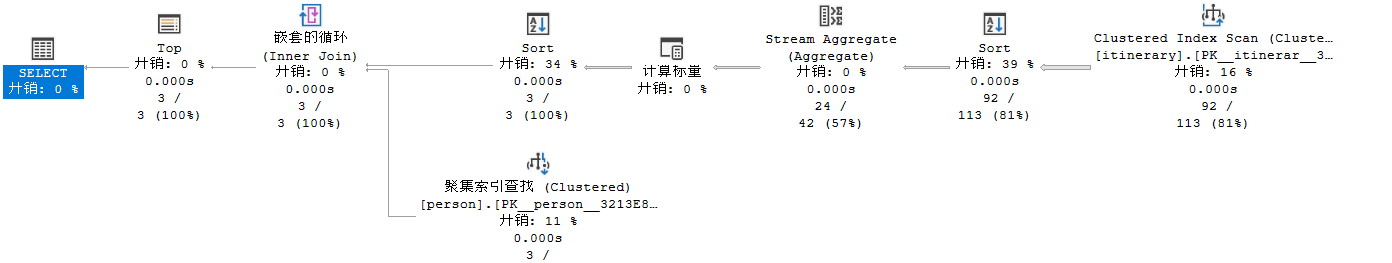 SELECT
开销: 0 %
Top
开销: 0 %
0.000s
3 /
3 (100%)
嵌套的循环
(Inner Join)
开销: 0 %
0.000s
3 /
3 (100%)
Sort
开销: 34 %
0.000s
3 /
3 (100%)
计算标量
开销: 0 %
Stream Aggregate
(Aggregate)
开销: 0 %
0.000s
24 /
42 (57%)
Sort
开销: 39 %
0.000s
92 /
113 (81%)
Clustered Index Scan (Cluste…
[itinerary].[PK__itinerar__3…
开销: 16 %
0.000s
92 /
113 (81%)
聚集索引查找 (Clustered)
[person].[PK__person__3213E8…
开销: 11 %
0.000s
3 /